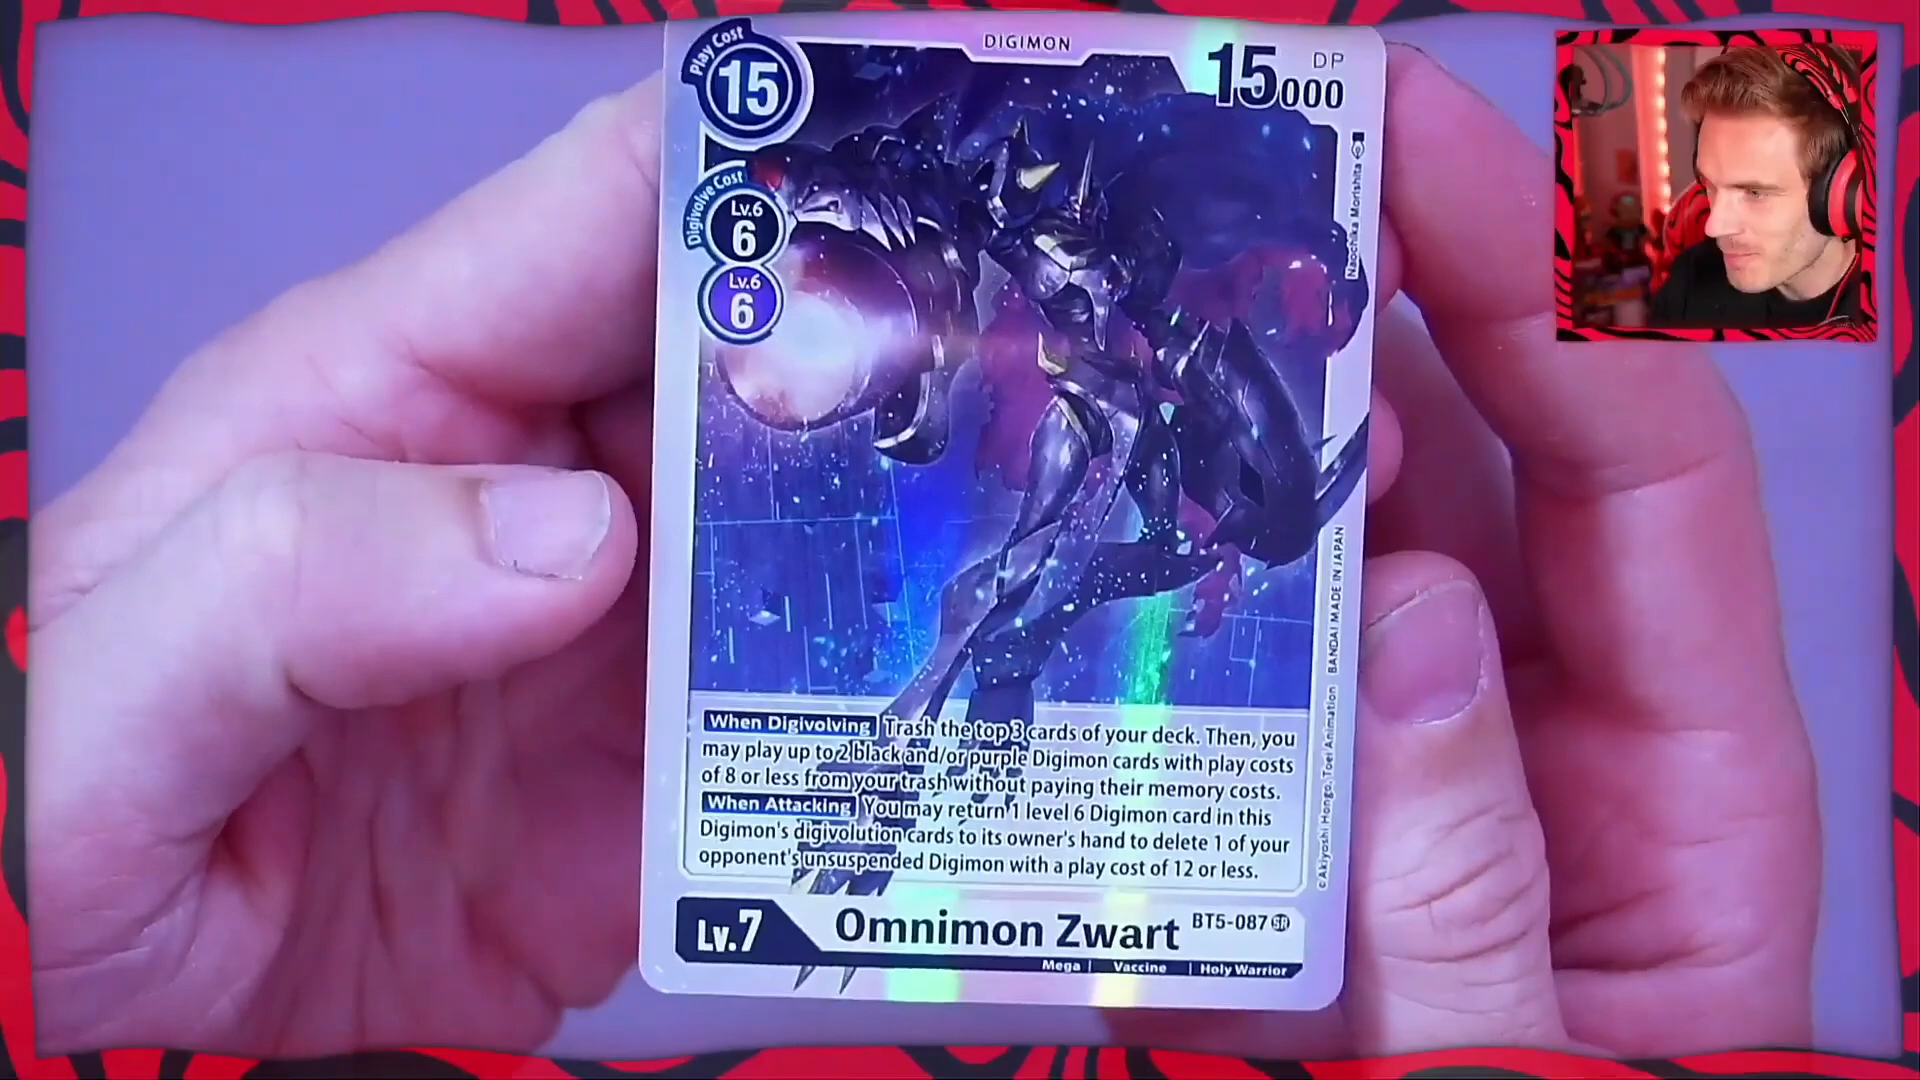 Play Cost
15
DIGIMON
DP
15000
Digivolve Cost
Lv.6
6
Lv.6
6
Naochika Morishita
When Digivolving Trash the top 3 cards of your deck. Then, you
may play up to 2 black and/or purple Digimon cards with play costs
of 8 or less from your trash without paying their memory costs.
When Attacking You may return 1 level 6 Digimon card in this
Digimon's digivolution cards to its owner's hand to delete 1 of your
opponent's unsuspended Digimon with a play cost of 12 or less.
©Akiyoshi Hongo, Toei Animation BANDAI MADE IN JAPAN
Lv.7
Omnimon Zwart
BT5-087 SR
Mega | Vaccine | Holy Warrior